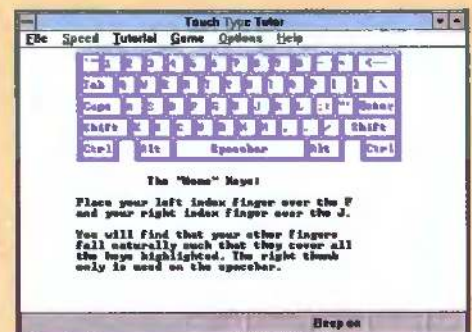 Touch Type Tutor
File Speed Tutorial Game Options Help
<--
Tab \
Caps Enter
Shift Shift
Ctrl Alt Spacebar Alt Ctrl
The "Home" Keys:
Place your left index finger over the F
and your right index finger over the J.
You will find that your other fingers
fall naturally such that they cover all
the keys highlighted. The right thumb
only is used on the spacebar.
Beep on